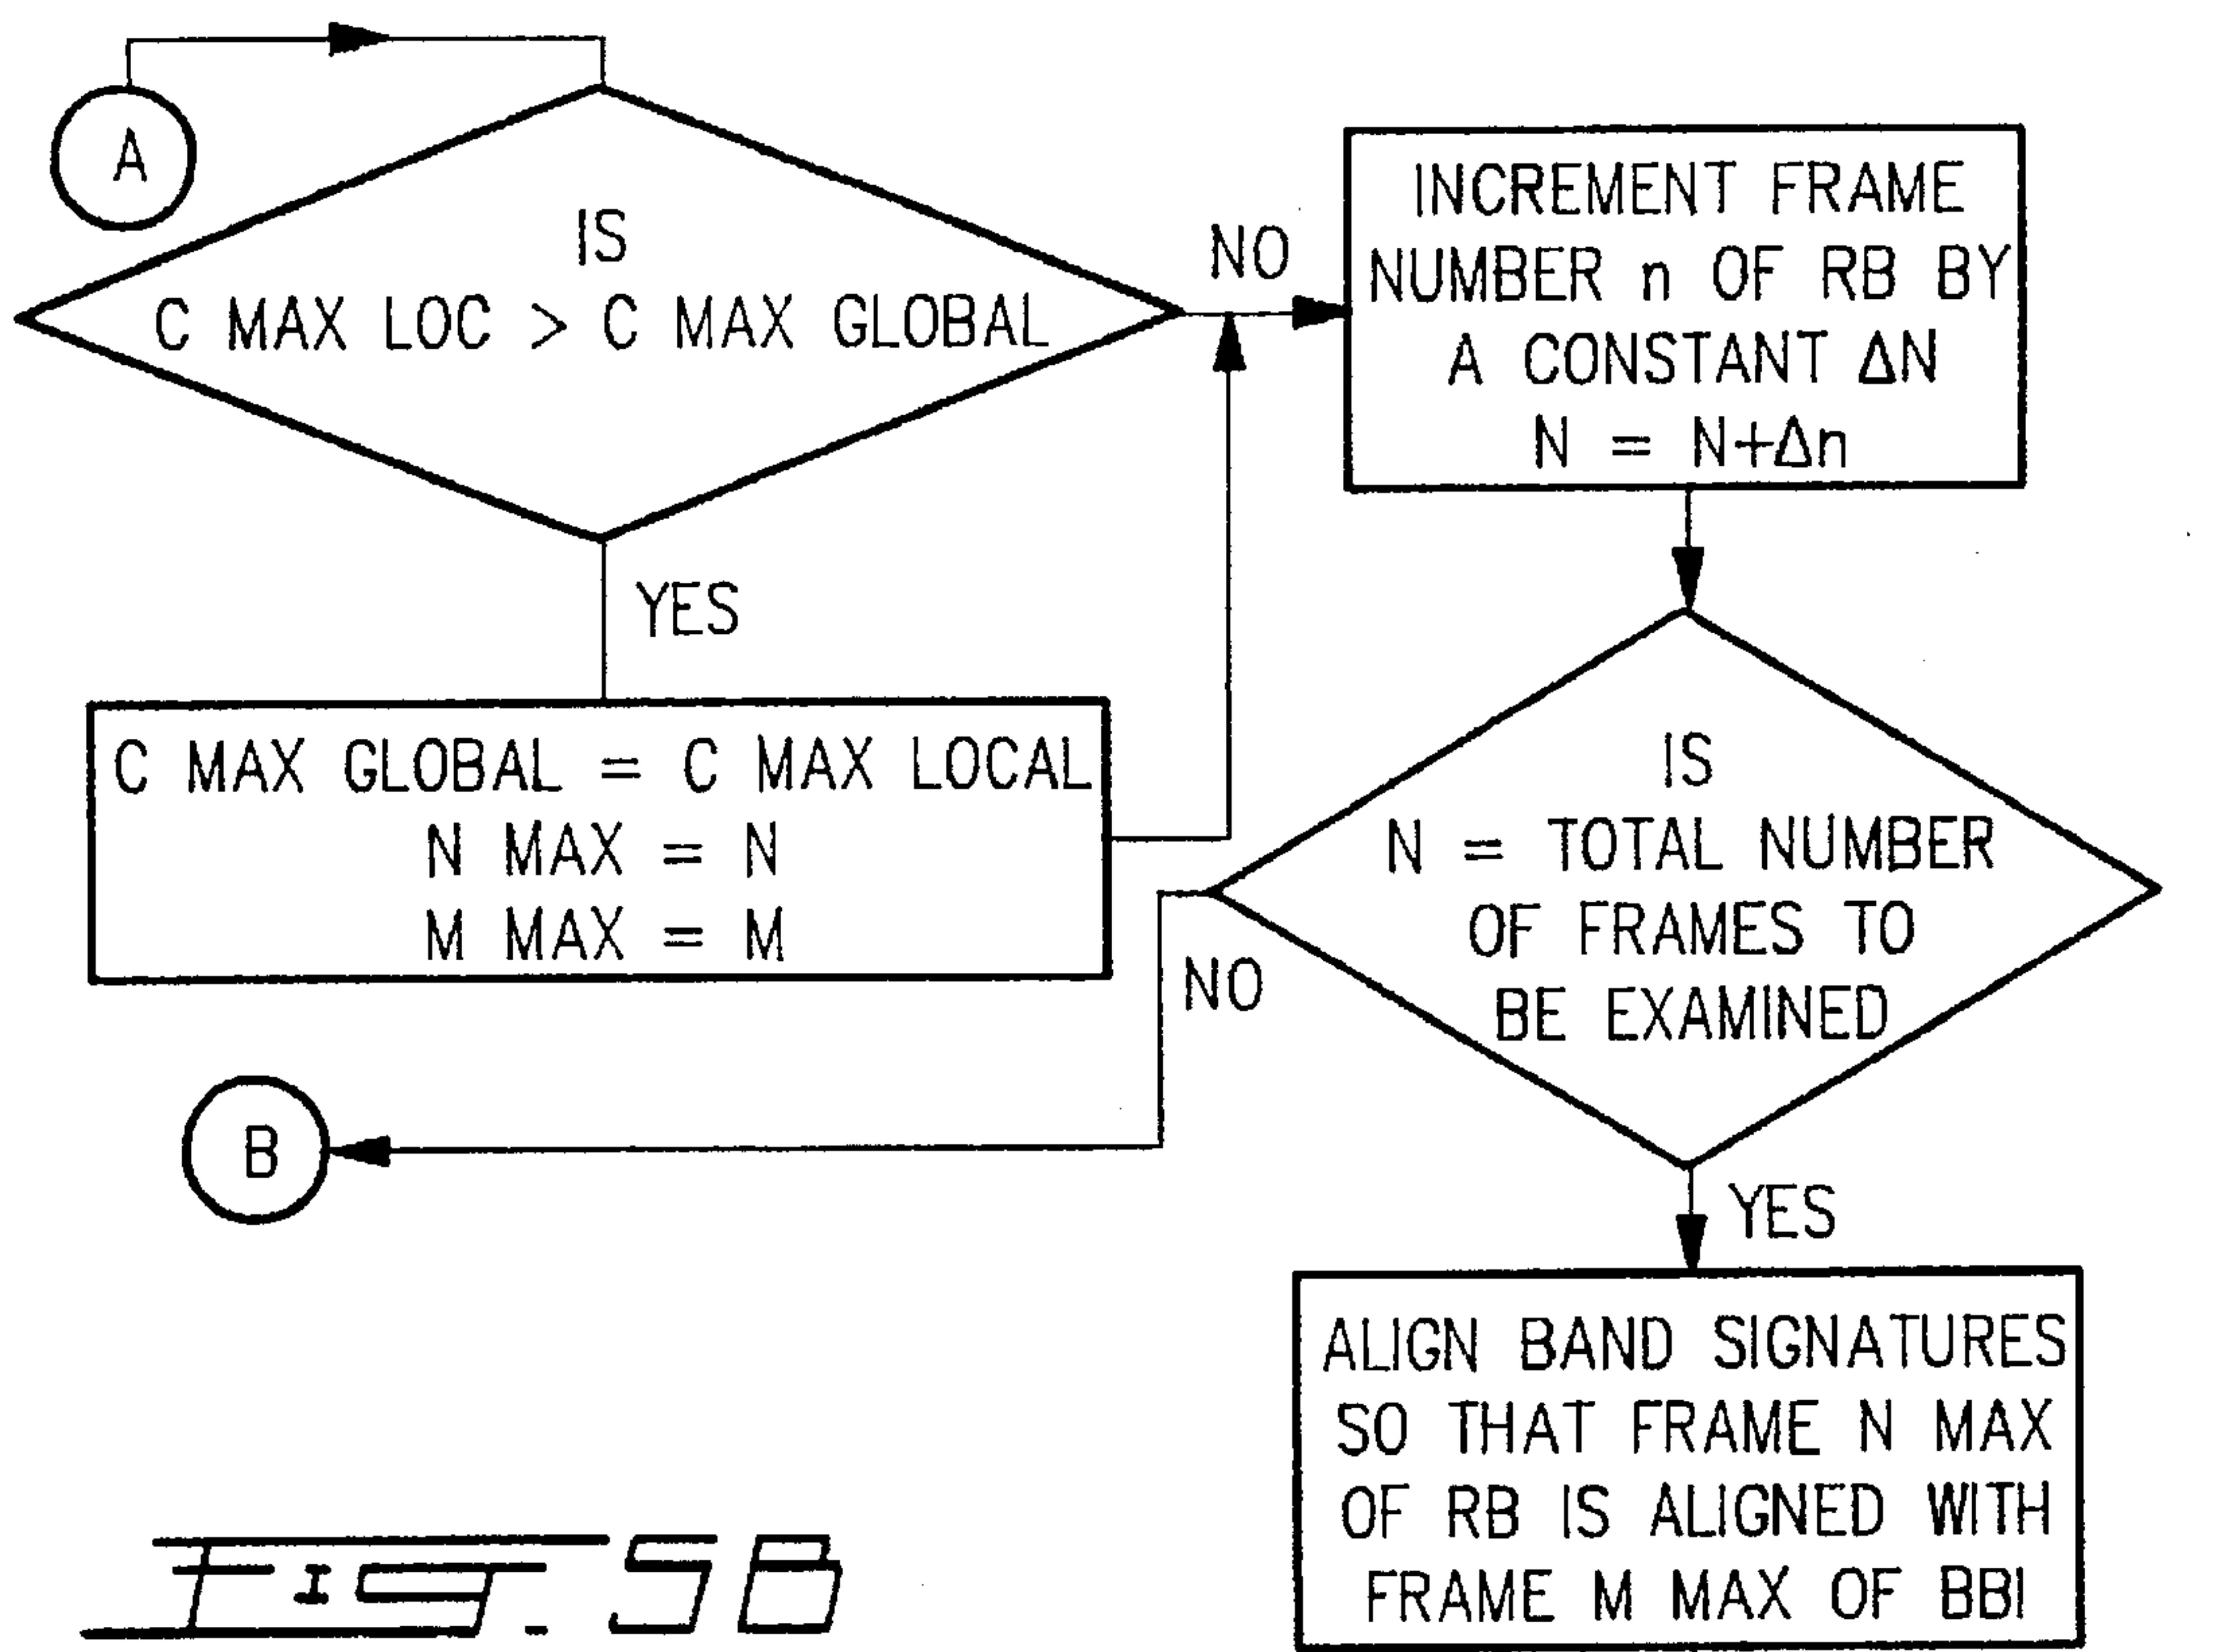 A
IS
C MAX LOC > C MAX GLOBAL
NO
YES
C MAX GLOBAL = C MAX LOCAL
N MAX = N
M MAX = M
INCREMENT FRAME
NUMBER n OF RB BY
A CONSTANT ΔN
N = N+Δn
IS
N = TOTAL NUMBER
OF FRAMES TO
BE EXAMINED
NO
B
YES
ALIGN BAND SIGNATURES
SO THAT FRAME N MAX
OF RB IS ALIGNED WITH
FRAME M MAX OF BBI
FIG. 5B